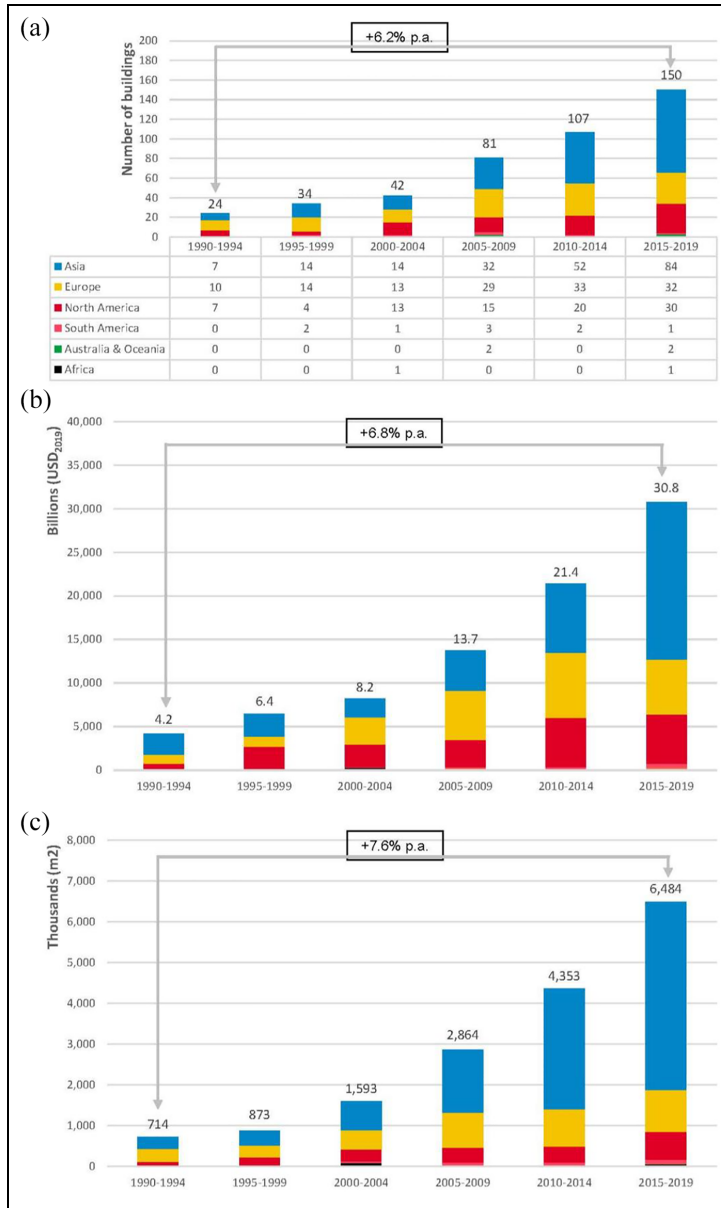 (a)
+6.2% p.a.
Number of buildings
200
180
160
140
120
100
80
60
40
20
0
24
34
42
81
107
150
1990-1994 1995-1999 2000-2004 2005-2009 2010-2014 2015-2019
Asia 7 14 14 32 52 84
Europe 10 14 13 29 33 32
North America 7 4 13 15 20 30
South America 0 2 1 3 2 1
Australia & Oceania 0 0 0 2 0 2
Africa 0 0 1 0 0 1
(b)
+6.8% p.a.
Billions (USD2019)
40,000
35,000
30,000
25,000
20,000
15,000
10,000
5,000
0
4.2
6.4
8.2
13.7
21.4
30.8
1990-1994 1995-1999 2000-2004 2005-2009 2010-2014 2015-2019
(c)
+7.6% p.a.
Thousands (m2)
8,000
7,000
6,000
5,000
4,000
3,000
2,000
1,000
0
714
873
1,593
2,864
4,353
6,484
1990-1994 1995-1999 2000-2004 2005-2009 2010-2014 2015-2019